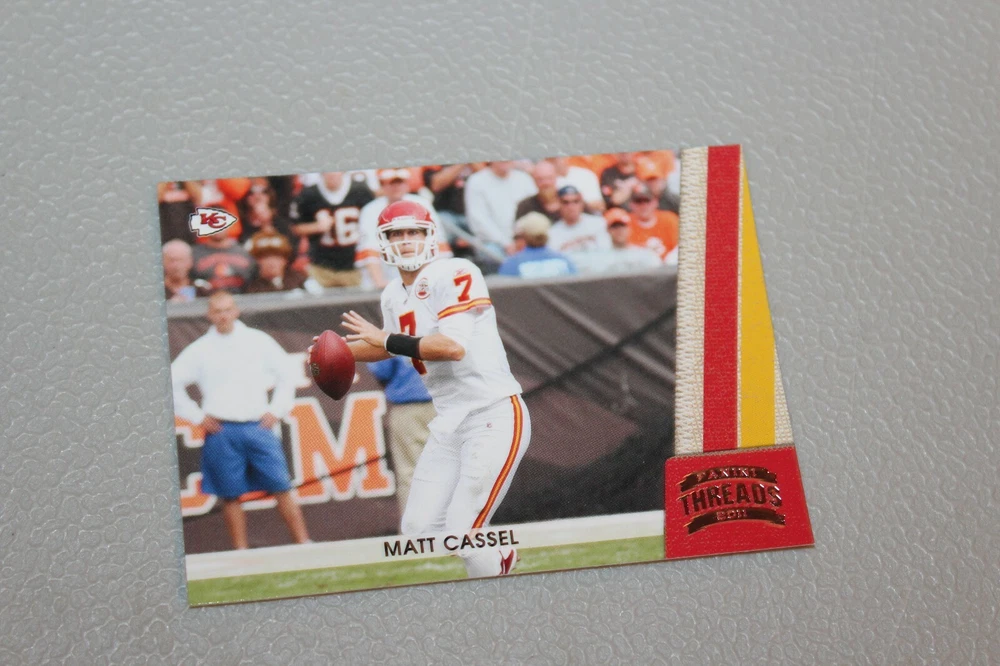 KC
16
7
7
MATT CASSEL
PANINI
THREADS
2011